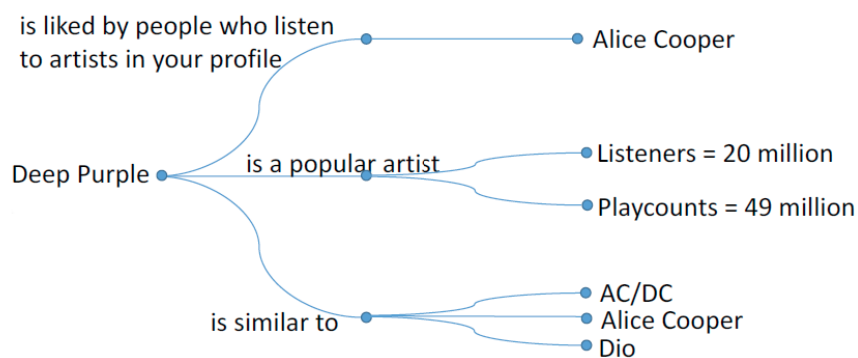 is liked by people who listen
to artists in your profile
Alice Cooper
Deep Purple
is a popular artist
Listeners = 20 million
Playcounts = 49 million
is similar to
AC/DC
Alice Cooper
Dio